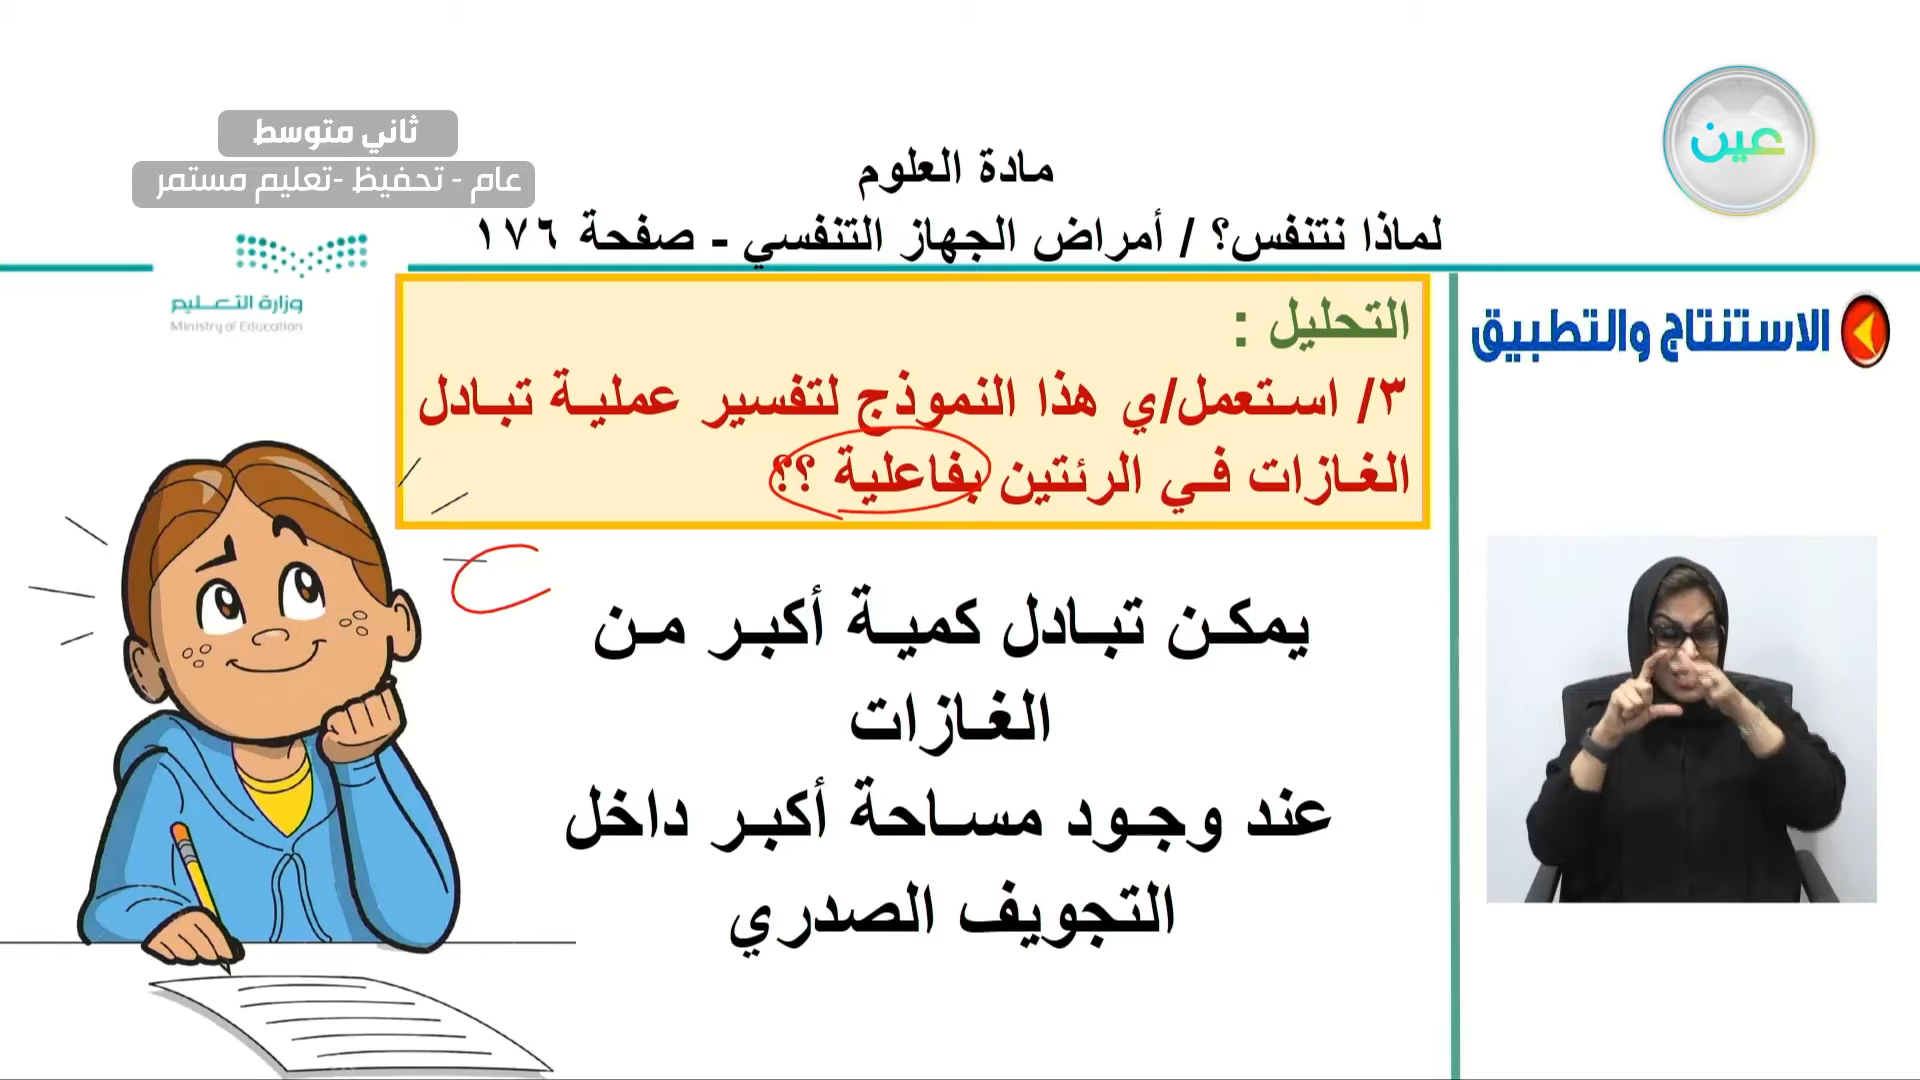 ثاني متوسط
عام - تحفيظ -تعليم مستمر
عين
مادة العلوم
لماذا نتنفس؟ / أمراض الجهاز التنفسي - صفحة ١٧٦
وزارة التعليم
Ministry of Education
الاستنتاج والتطبيق
التحليل :
٣/ استعمل/ي هذا النموذج لتفسير عملية تبادل
الغازات في الرئتين بفاعلية ؟؟
يمكن تبادل كمية أكبر من
الغازات
عند وجود مساحة أكبر داخل
التجويف الصدري